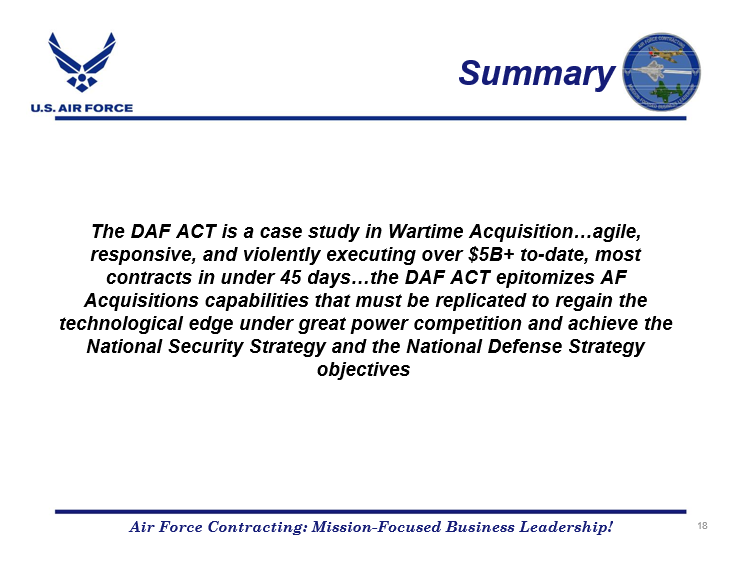 Summary
U.S. AIR FORCE
The DAF ACT is a case study in Wartime Acquisition…agile,
responsive, and violently executing over $5B+ to-date, most
contracts in under 45 days…the DAF ACT epitomizes AF
Acquisitions capabilities that must be replicated to regain the
technological edge under great power competition and achieve the
National Security Strategy and the National Defense Strategy
objectives
Air Force Contracting: Mission-Focused Business Leadership!
18